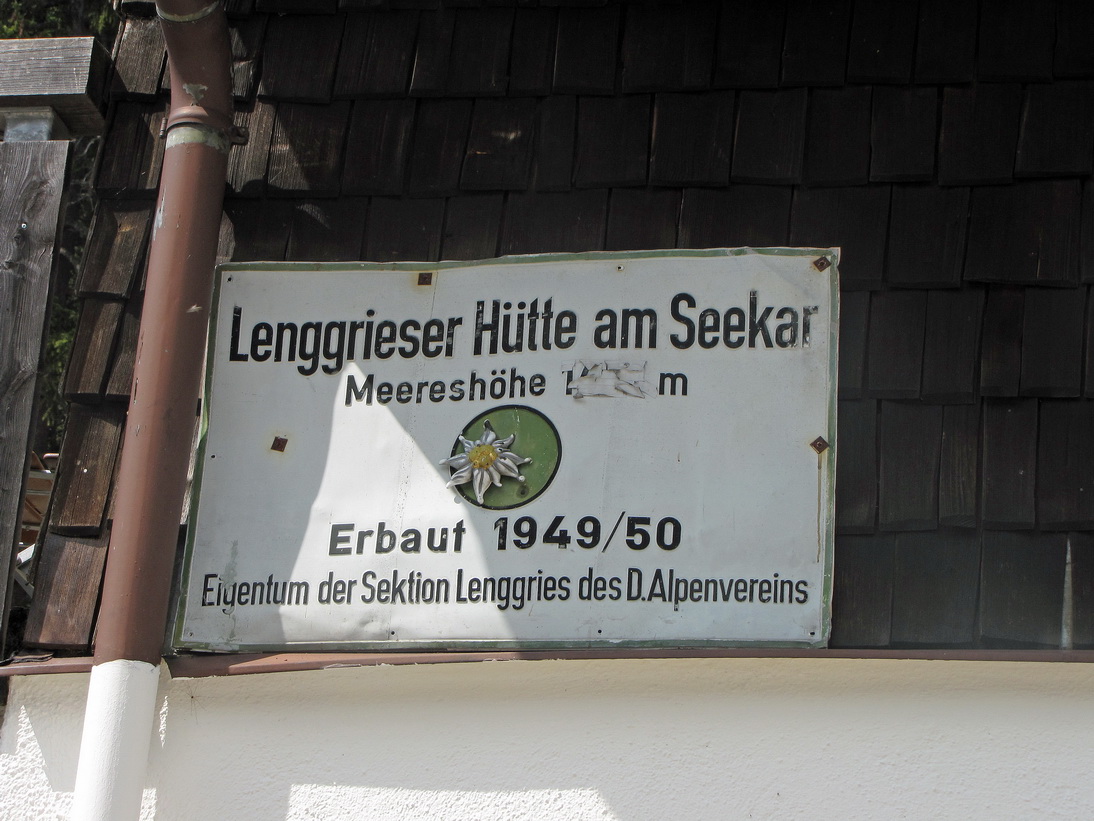 Lenggrieser Hütte am Seekar
Meereshöhe m
Erbaut 1949/50
Eigentum der Sektion Lenggries des D.Alpenvereins